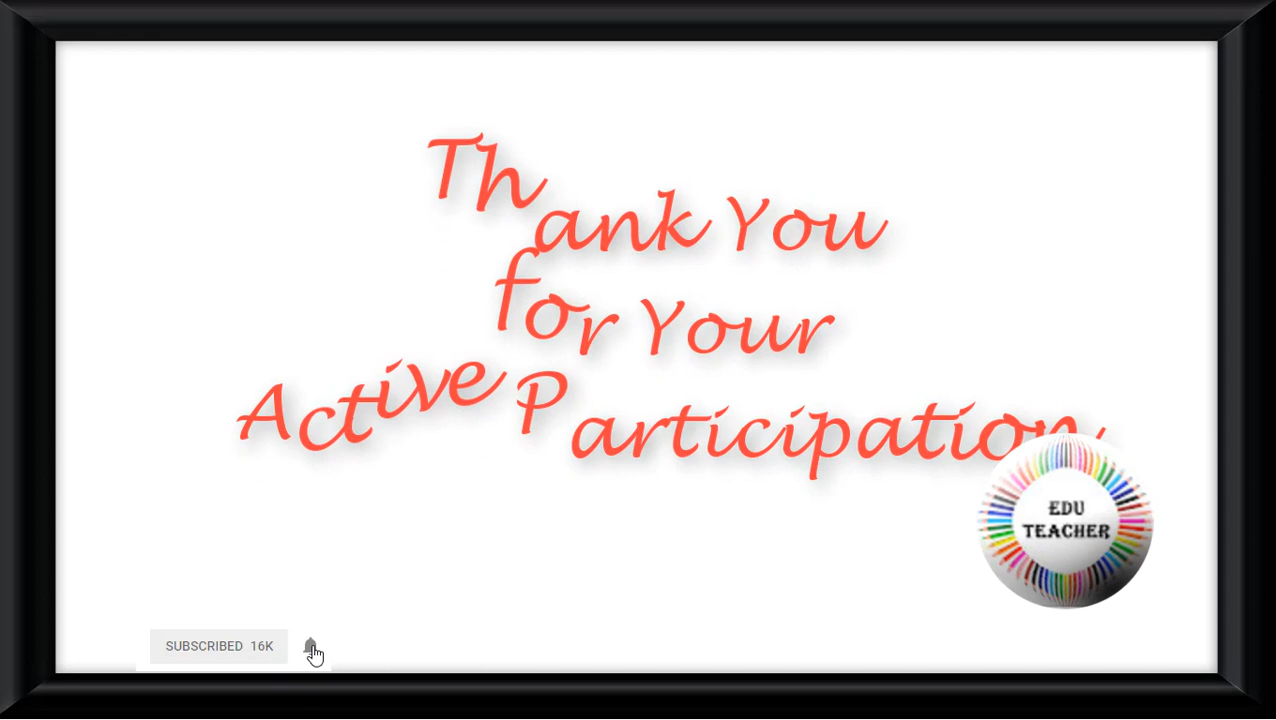 Thank You
for Your
Active Participation
EDU
TEACHER
SUBSCRIBED 16K